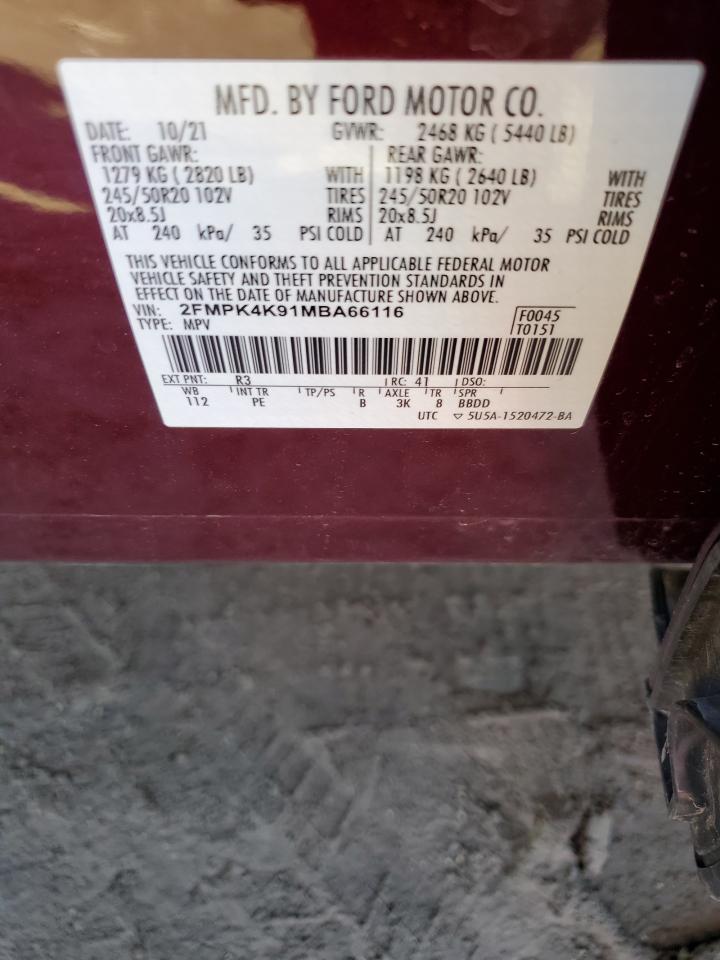 MFD. BY FORD MOTOR CO.
DATE: 10/21 GVWR: 2468 KG ( 5440 LB)
FRONT GAWR: REAR GAWR:
1279 KG ( 2820 LB) WITH 1198 KG ( 2640 LB) WITH
245/50R20 102V TIRES 245/50R20 102V TIRES
20x8.5J RIMS 20x8.5J RIMS
AT 240 kPa/ 35 PSI COLD AT 240 kPa/ 35 PSI COLD
THIS VEHICLE CONFORMS TO ALL APPLICABLE FEDERAL MOTOR
VEHICLE SAFETY AND THEFT PREVENTION STANDARDS IN
EFFECT ON THE DATE OF MANUFACTURE SHOWN ABOVE.
VIN: 2FMPK4K91MBA66116 F0045
TYPE: MPV T0151
EXT PNT: R3 RC: 41 DSO:
WB INT TR TP/PS R AXLE TR SPR
112 PE B 3K 8 BBDD
UTC ▽ 5U5A-1520472-BA